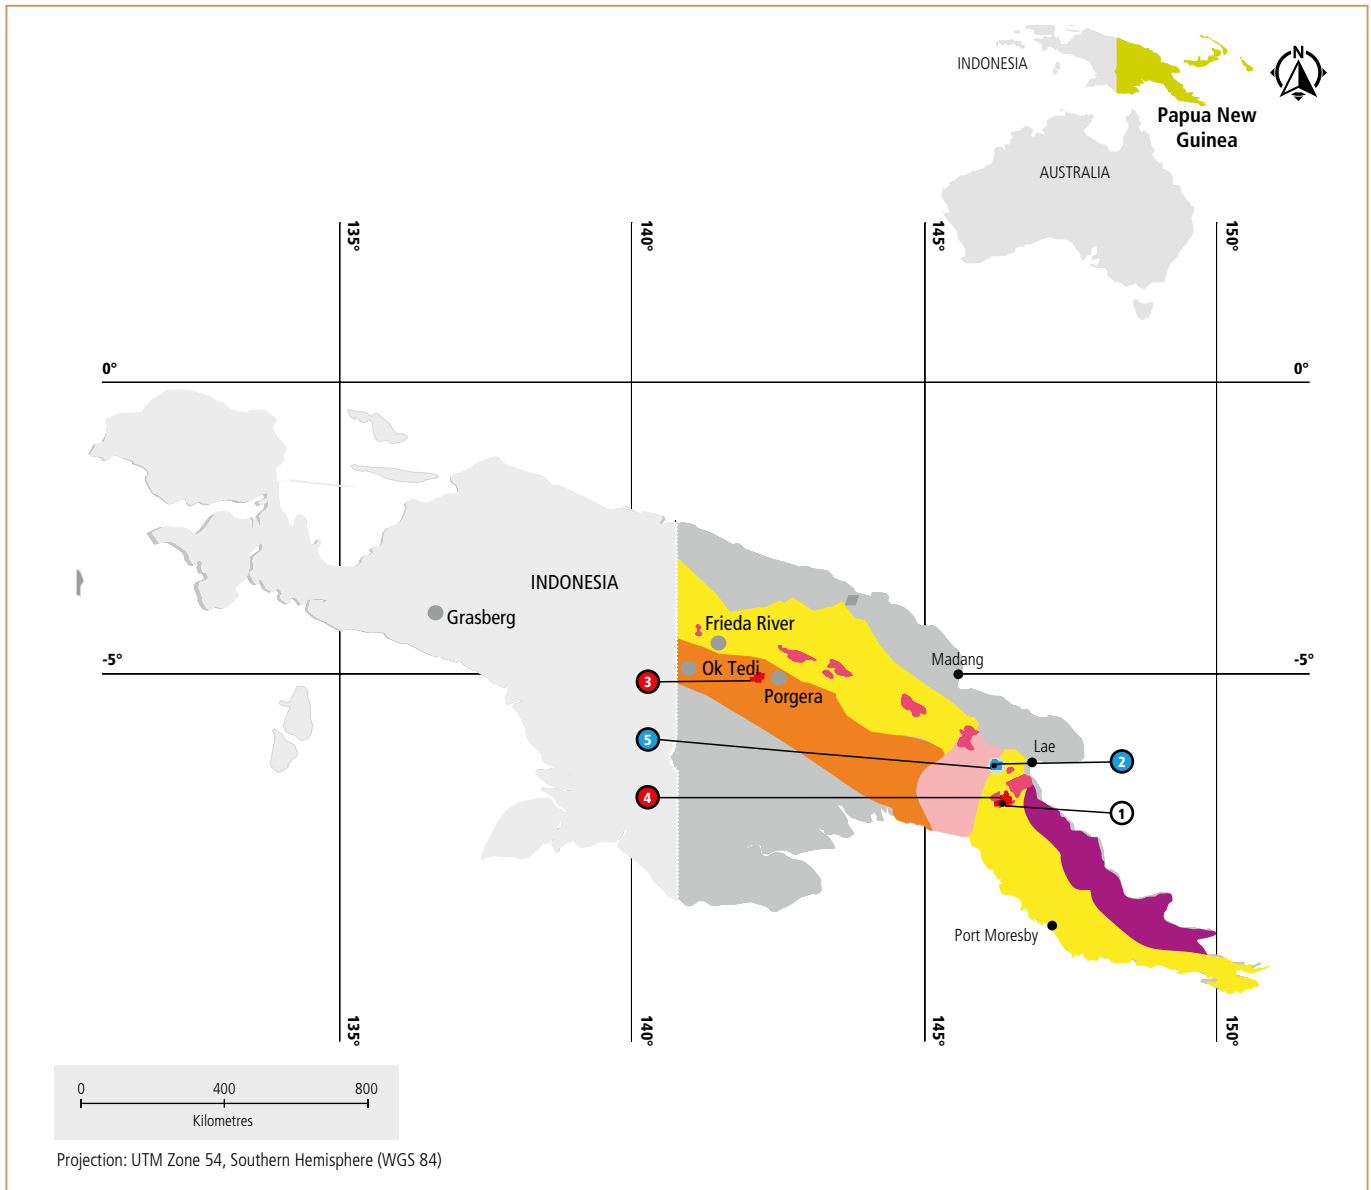 INDONESIA
N
Papua New
Guinea
AUSTRALIA
135°
140°
145°
150°
0°
0°
INDONESIA
Grasberg
Frieda River
-5°
-5°
Madang
Ok Tedi
3
Porgera
5
Lae
2
4
1
Port Moresby
135°
140°
145°
150°
0
400
800
Kilometres
Projection: UTM Zone 54, Southern Hemisphere (WGS 84)